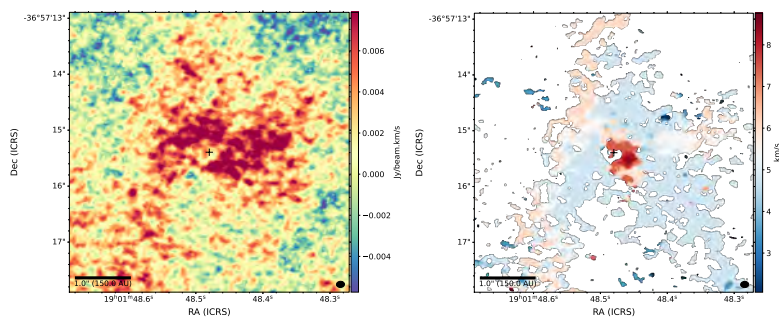 -36°57'13"
14"
15"
16"
17"
Dec (ICRS)
1.0" (150.0 AU)
19ʰ01ᵐ48.6ˢ
48.5ˢ
48.4ˢ
48.3ˢ
RA (ICRS)
0.006
0.004
0.002
0.000
−0.002
−0.004
Jy/beam.km/s
-36°57'13"
14"
15"
16"
17"
Dec (ICRS)
1.0" (150.0 AU)
19ʰ01ᵐ48.6ˢ
48.5ˢ
48.4ˢ
48.3ˢ
RA (ICRS)
8
7
6
5
4
3
km/s